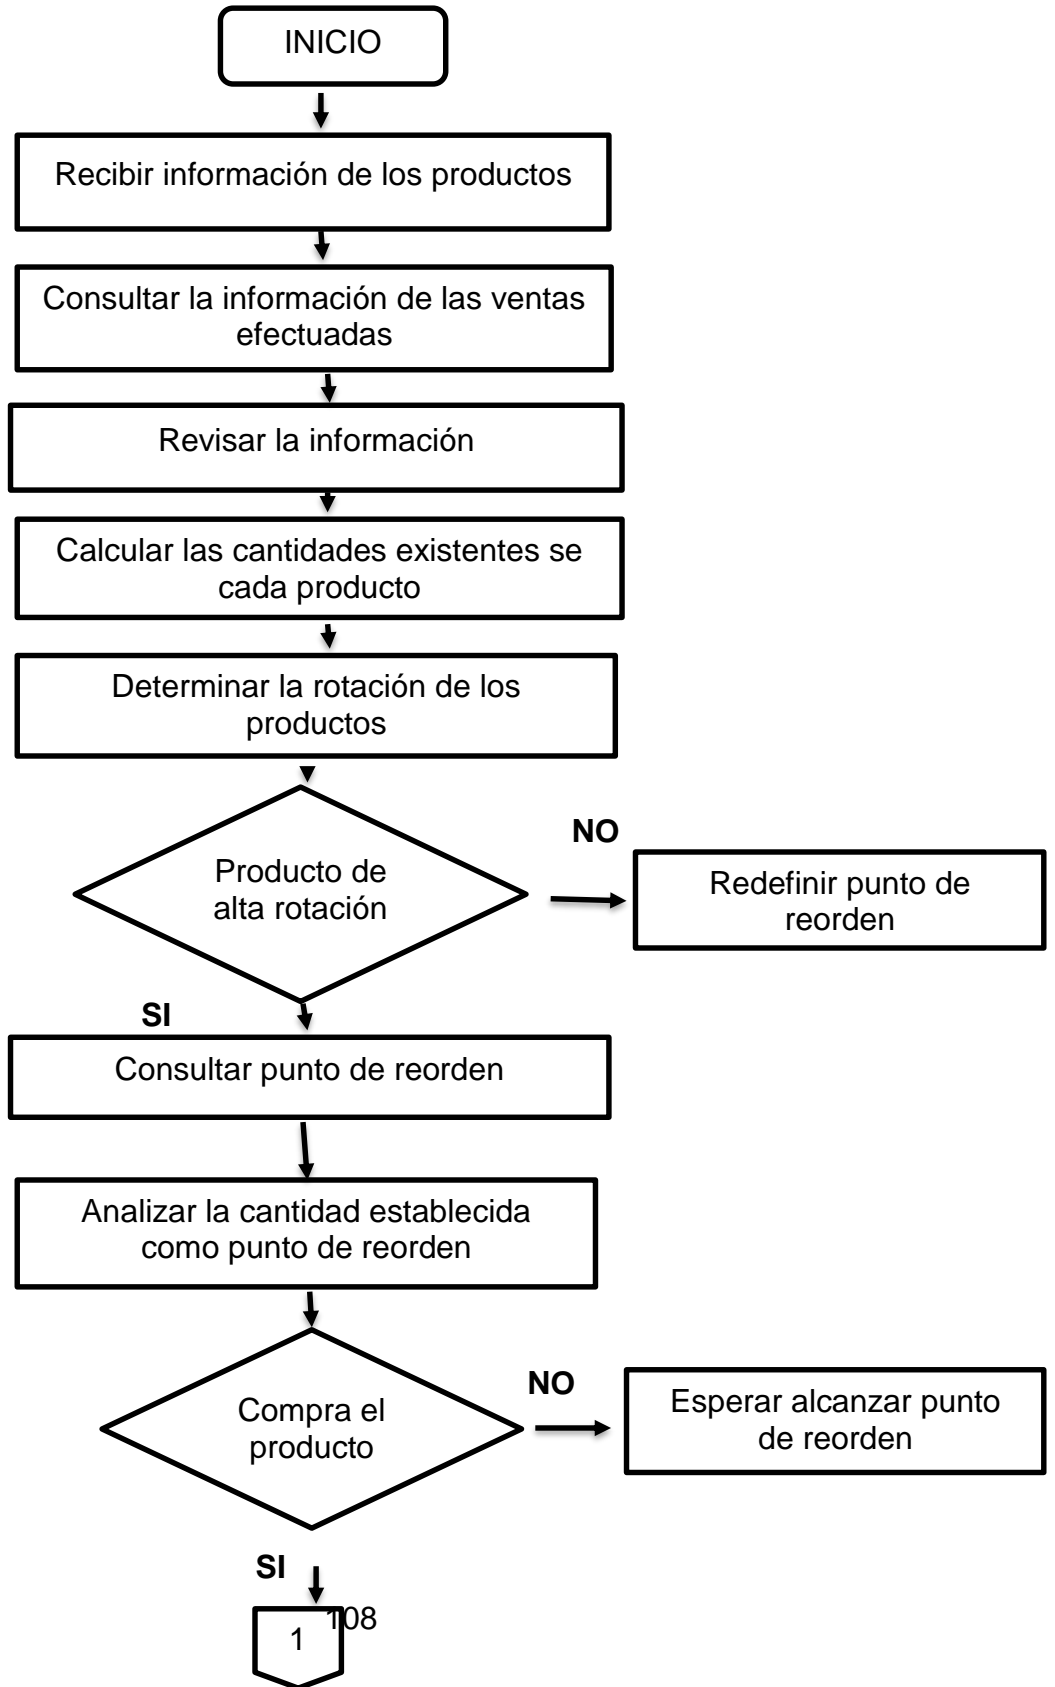 INICIO
Recibir información de los productos
Consultar la información de las ventas
efectuadas
Revisar la información
Calcular las cantidades existentes se
cada producto
Determinar la rotación de los
productos
Producto de
alta rotación
NO
Redefinir punto de
reorden
SI
Consultar punto de reorden
Analizar la cantidad establecida
como punto de reorden
Compra el
producto
NO
Esperar alcanzar punto
de reorden
SI
108
1